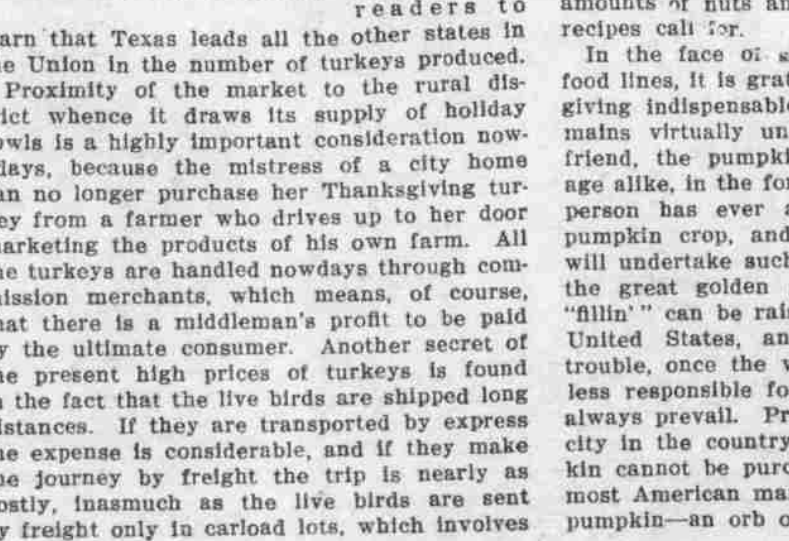 readers to
arn that Texas leads all the other states in
e Union in the number of turkeys produced.
Proximity of the market to the rural dis-
ict whence it draws its supply of holiday
owls is a highly important consideration now-
days, because the mistress of a city home
an no longer purchase her Thanksgiving tur-
ey from a farmer who drives up to her door
arketing the products of his own farm. All
he turkeys are handled nowdays through com-
ission merchants, which means, of course,
hat there is a middleman's profit to be paid
y the ultimate consumer. Another secret of
he present high prices of turkeys is found
the fact that the live birds are shipped long
istances. If they are transported by express
he expense is considerable, and if they make
he journey by freight the trip is nearly as
ostly, inasmuch as the live birds are sent
y freight only in carload lots, which involves
amounts of nuts an
recipes call for.
In the face of s
food lines, it is grat
giving indispensable
mains virtually un
friend, the pumpki
age alike, in the for
person has ever a
pumpkin crop, and
will undertake such
the great golden
"fillin'" can be rais
United States, an
trouble, once the v
less responsible fo
always prevail. Pr
city in the country
kin cannot be purc
most American ma
pumpkin—an orb o